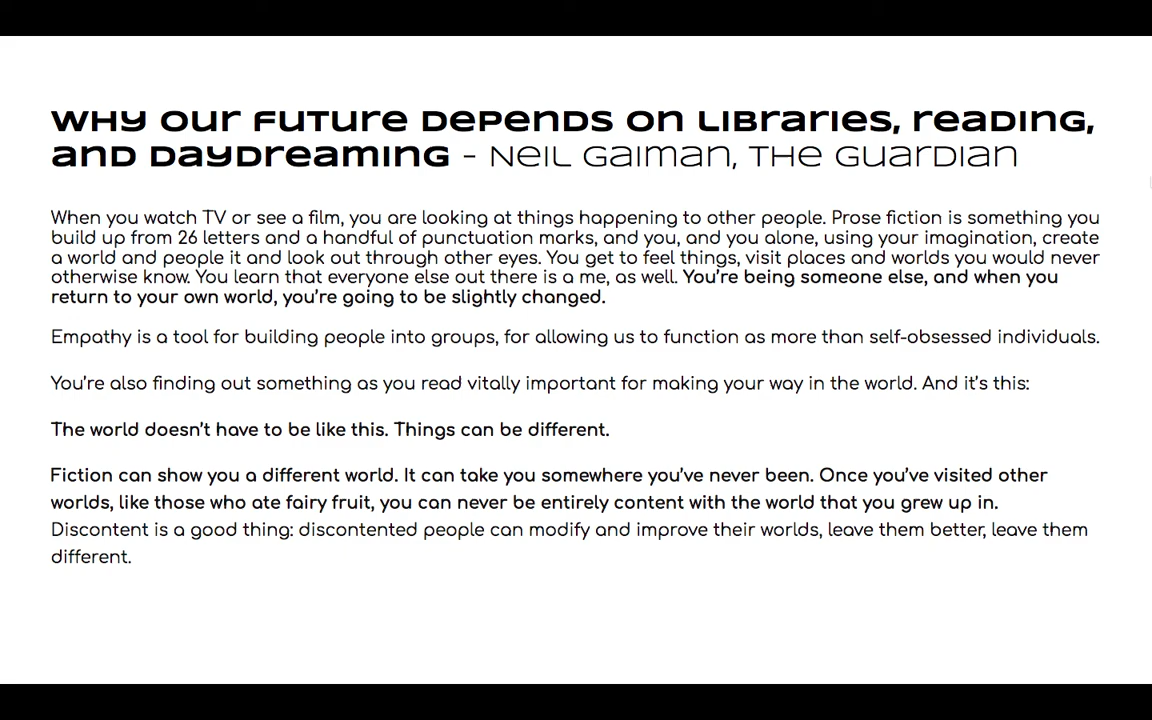 Why our future depends on libraries, reading,
and daydreaming - Neil Gaiman, The Guardian
When you watch TV or see a film, you are looking at things happening to other people. Prose fiction is something you
build up from 26 letters and a handful of punctuation marks, and you, and you alone, using your imagination, create
a world and people it and look out through other eyes. You get to feel things, visit places and worlds you would never
otherwise know. You learn that everyone else out there is a me, as well. You’re being someone else, and when you
return to your own world, you’re going to be slightly changed.
Empathy is a tool for building people into groups, for allowing us to function as more than self-obsessed individuals.
You’re also finding out something as you read vitally important for making your way in the world. And it’s this:
The world doesn’t have to be like this. Things can be different.
Fiction can show you a different world. It can take you somewhere you’ve never been. Once you’ve visited other
worlds, like those who ate fairy fruit, you can never be entirely content with the world that you grew up in.
Discontent is a good thing: discontented people can modify and improve their worlds, leave them better, leave them
different.